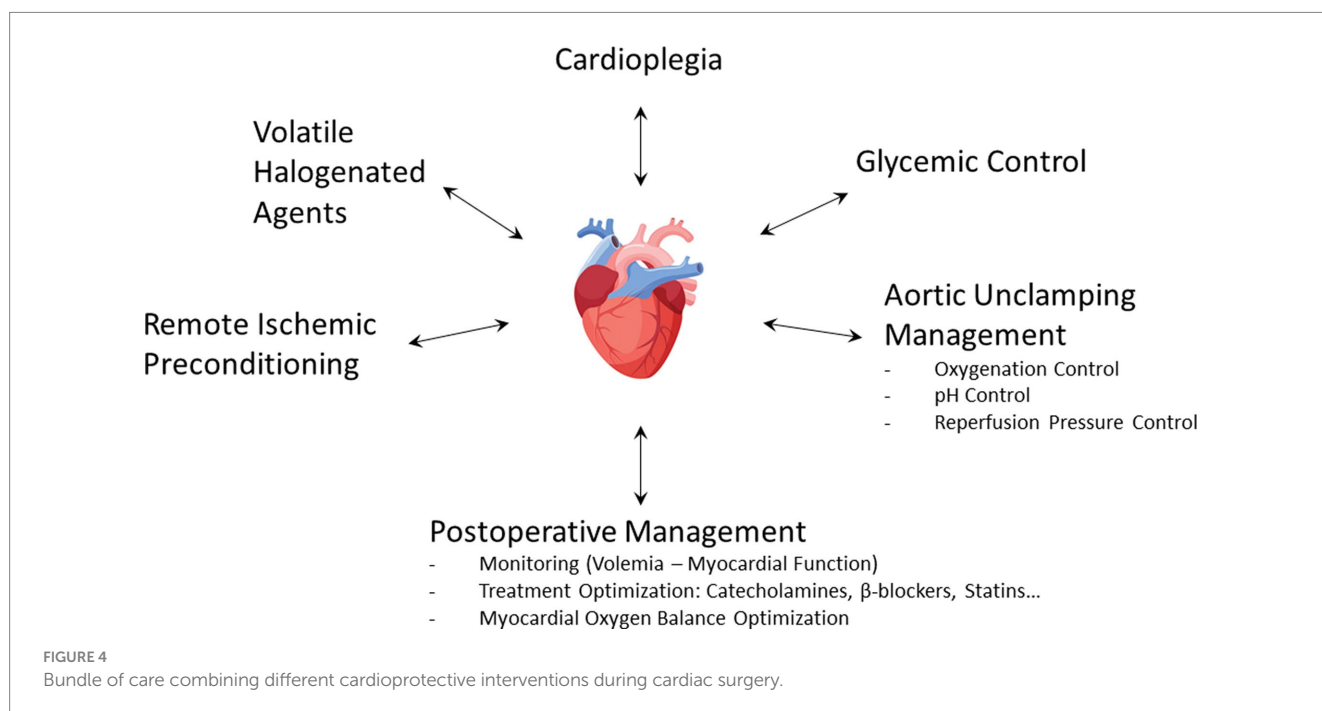 Cardioplegia
Volatile
Halogenated
Agents
Glycemic Control
Remote Ischemic
Preconditioning
Aortic Unclamping
Management
- Oxygenation Control
- pH Control
- Reperfusion Pressure Control
Postoperative Management
- Monitoring (Volemia – Myocardial Function)
- Treatment Optimization: Catecholamines, β-blockers, Statins...
- Myocardial Oxygen Balance Optimization
FIGURE 4
Bundle of care combining different cardioprotective interventions during cardiac surgery.